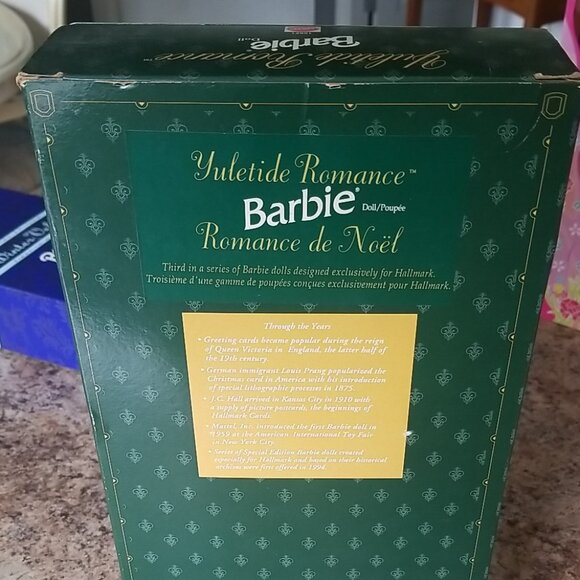 Yuletide Romance™
Barbie
Doll
Yuletide Romance™
Barbie® Doll/Poupée
Romance de Noël
Third in a series of Barbie dolls designed exclusively for Hallmark.
Troisième d'une gamme de poupées conçues exclusivement pour Hallmark.
Through the Years
• Greeting cards became popular during the reign
of Queen Victoria in England, the latter half of
the 19th century.
• German immigrant Louis Prang popularized the
Christmas card in America with his introduction
of special lithographic processes in 1875.
• J.C. Hall arrived in Kansas City in 1910 with
a supply of picture postcards, the beginnings of
Hallmark Cards.
• Mattel, Inc. introduced the first Barbie doll in
1959 at the American International Toy Fair
in New York City.
• Series of Special Edition Barbie dolls created
especially for Hallmark and based on their historical
archives were first offered in 1994.